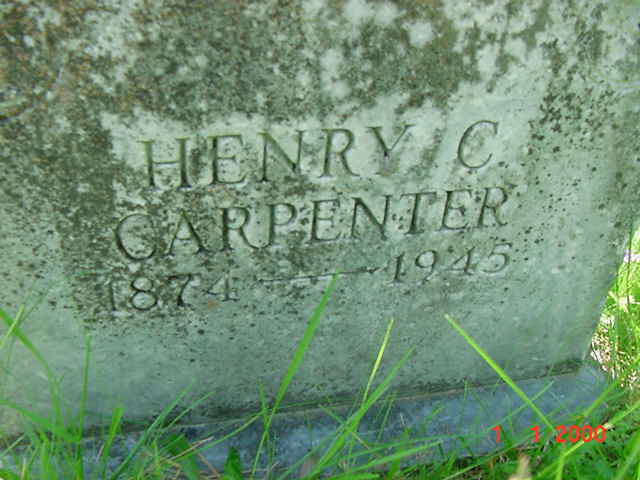 HENRY C
CARPENTER
1874 — 1945
1 1 2000